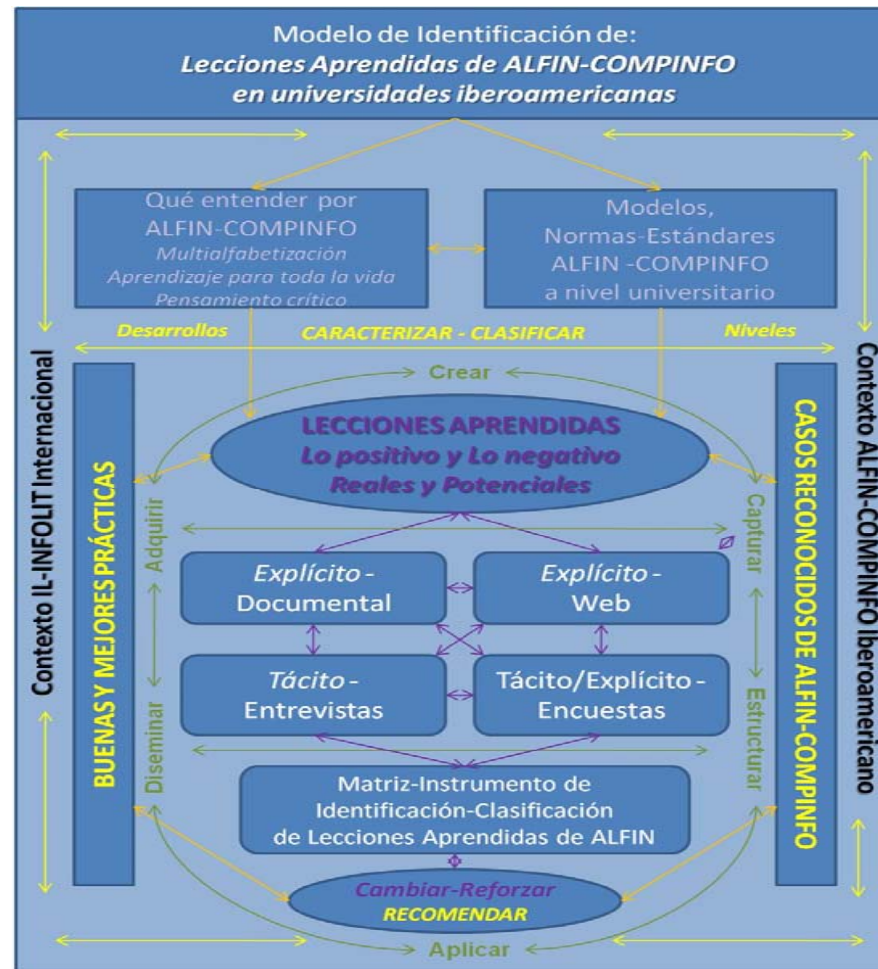 Modelo de Identificación de:
Lecciones Aprendidas de ALFIN-COMPINFO
en universidades iberoamericanas
Qué entender por
ALFIN-COMPINFO
Multialfabetización
Aprendizaje para toda la vida
Pensamiento crítico
Modelos,
Normas-Estándares
ALFIN -COMPINFO
a nivel universitario
Desarrollos
CARACTERIZAR - CLASIFICAR
Niveles
Contexto IL-INFOLIT Internacional
BUENAS Y MEJORES PRÁCTICAS
Crear
LECCIONES APRENDIDAS
Lo positivo y Lo negativo
Reales y Potenciales
Adquirir
Capturar
Explícito -
Documental
Explícito -
Web
Tácito -
Entrevistas
Tácito/Explícito -
Encuestas
Diseminar
Estructurar
Matriz-Instrumento de
Identificación-Clasificación
de Lecciones Aprendidas de ALFIN
Cambiar-Reforzar
RECOMENDAR
Aplicar
CASOS RECONOCIDOS DE ALFIN-COMPINFO
Contexto ALFIN-COMPINFO Iberoamericano